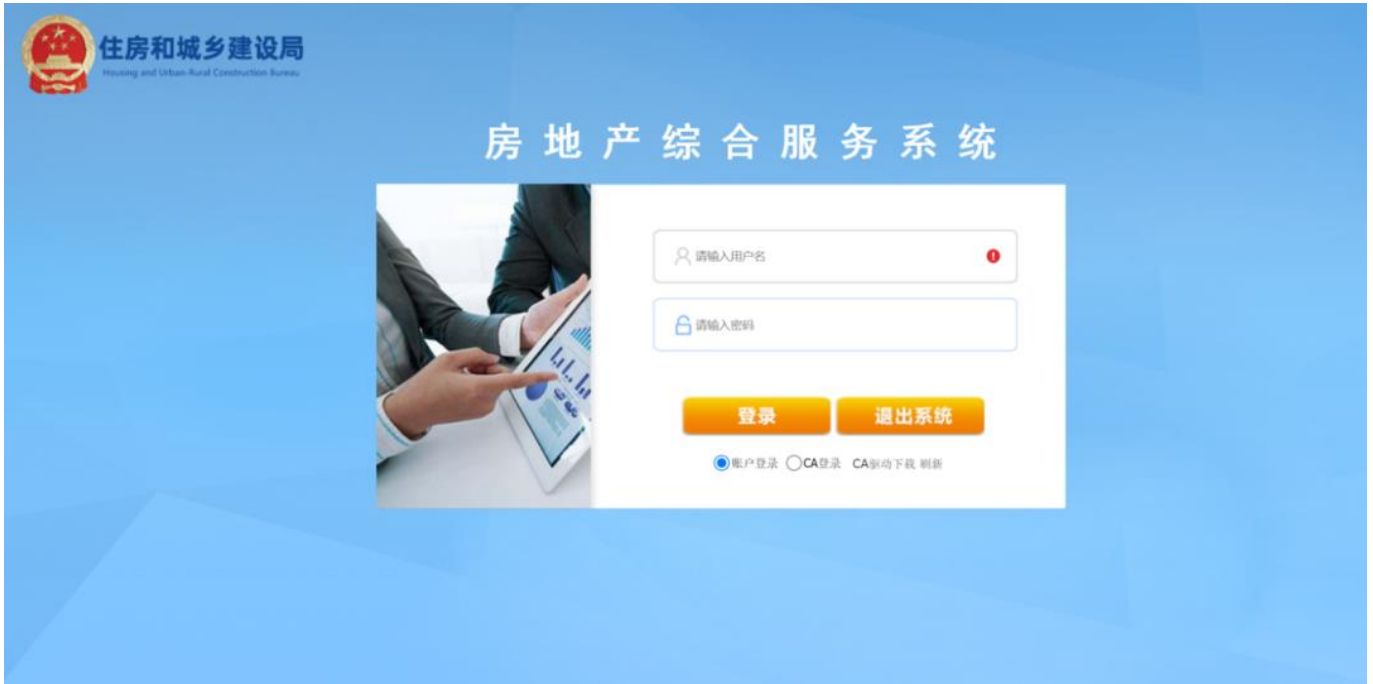 住房和城乡建设局
Housing and Urban-Rural Construction Bureau
房地产综合服务系统
请输入用户名
请输入密码
登录 退出系统
账户登录 CA登录 CA驱动下载 刷新